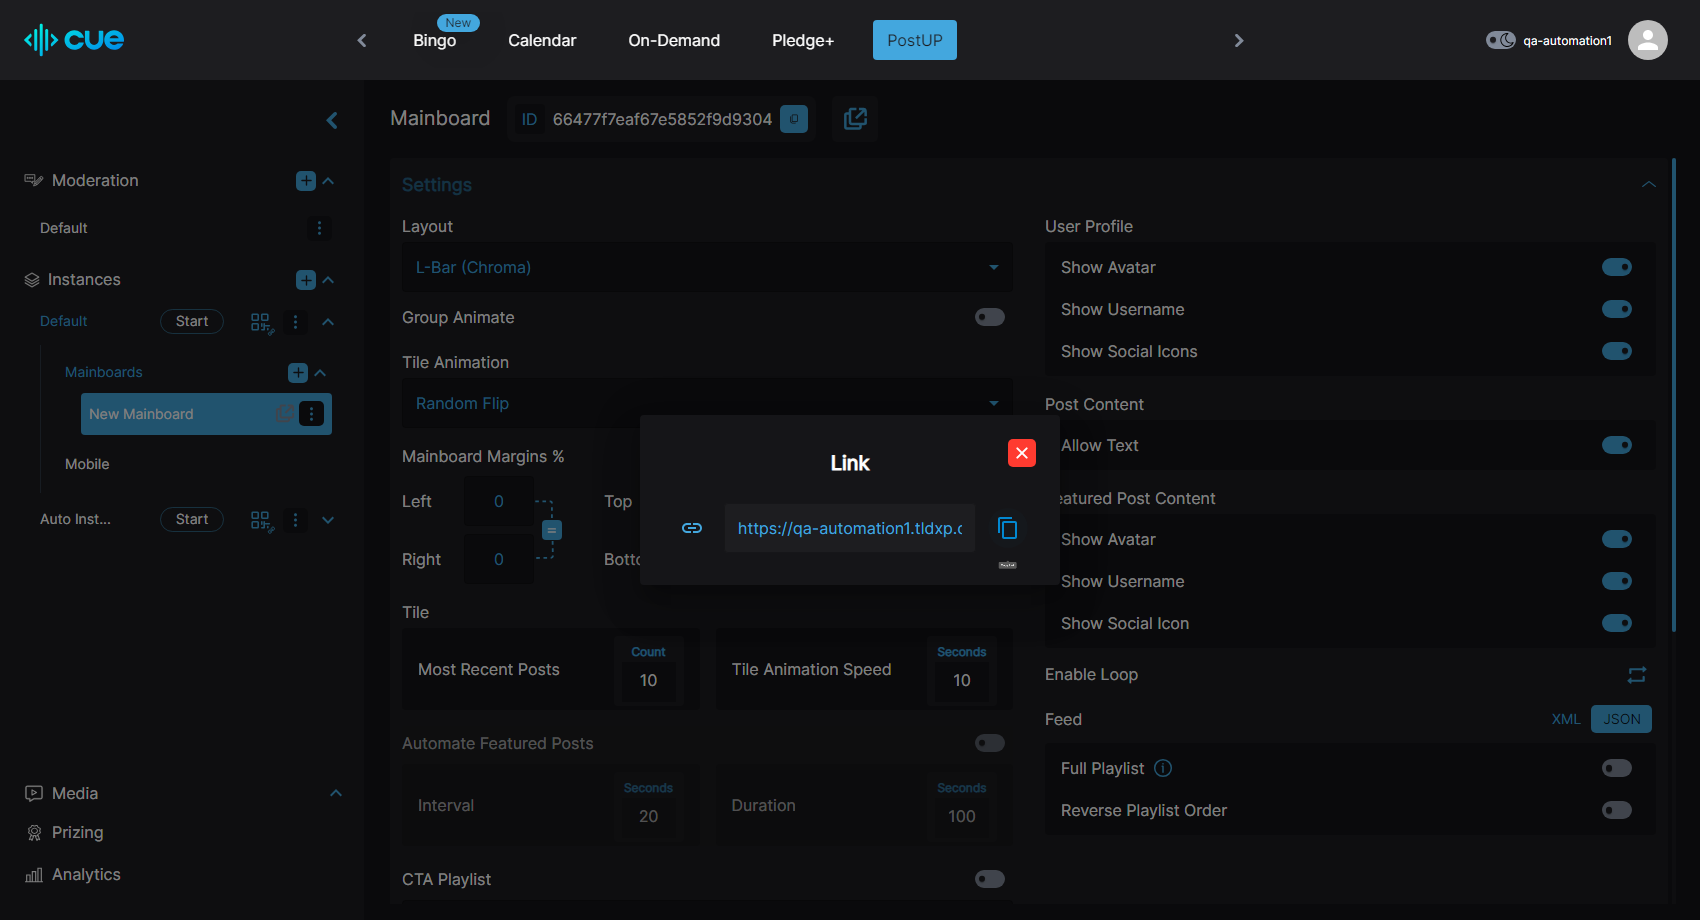 cue
New
Bingo
Calendar
On-Demand
Pledge+
PostUP
qa-automation1
Mainboard
ID
66477f7eaf67e5852f9d9304
Moderation
Default
Instances
Default
Start
Mainboards
New Mainboard
Mobile
Auto Inst...
Start
Media
Prizing
Analytics
Settings
Layout
L-Bar (Chroma)
Group Animate
Tile Animation
Random Flip
Mainboard Margins %
Left
0
Top
Right
0
Tile
Most Recent Posts
Count
10
Tile Animation Speed
Seconds
10
Automate Featured Posts
Interval
Seconds
20
Duration
Seconds
100
CTA Playlist
User Profile
Show Avatar
Show Username
Show Social Icons
Post Content
Allow Text
eatured Post Content
Show Avatar
Show Username
Show Social Icon
Enable Loop
Feed
XML
JSON
Full Playlist
Reverse Playlist Order
Link
https://qa-automation1.tldxp.c